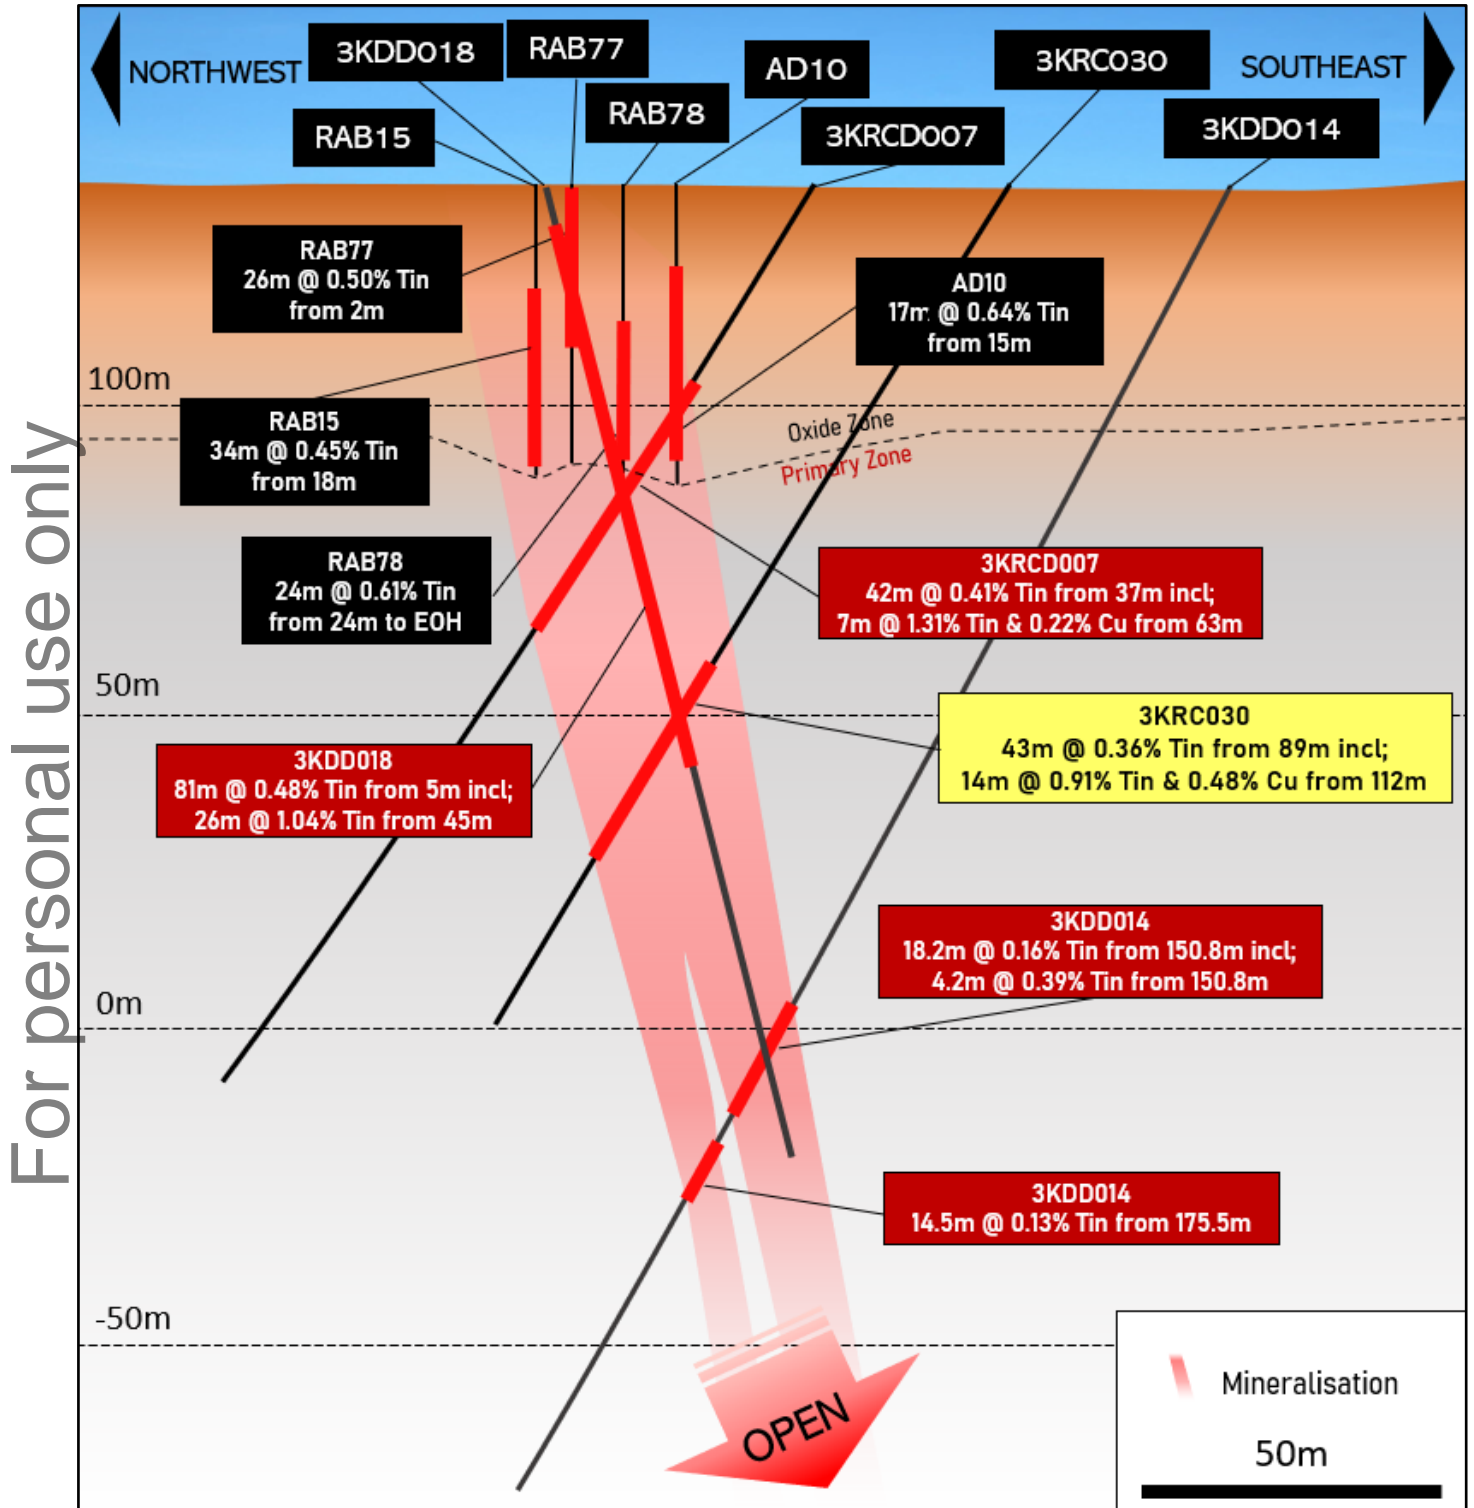 3KDD018
RAB77
AD10
3KRC030
NORTHWEST
SOUTHEAST
RAB15
RAB78
3KRCD007
3KDD014
RAB77
26m @ 0.50% Tin
from 2m
AD10
17m @ 0.64% Tin
from 15m
100m
RAB15
34m @ 0.45% Tin
from 18m
Oxide Zone
Primary Zone
RAB78
24m @ 0.61% Tin
from 24m to EOH
3KRCD007
42m @ 0.41% Tin from 37m incl;
7m @ 1.31% Tin & 0.22% Cu from 63m
50m
3KRC030
43m @ 0.36% Tin from 89m incl;
14m @ 0.91% Tin & 0.48% Cu from 112m
3KDD018
81m @ 0.48% Tin from 5m incl;
26m @ 1.04% Tin from 45m
3KDD014
18.2m @ 0.16% Tin from 150.8m incl;
4.2m @ 0.39% Tin from 150.8m
0m
3KDD014
14.5m @ 0.13% Tin from 175.5m
-50m
OPEN
Mineralisation
50m
For personal use only